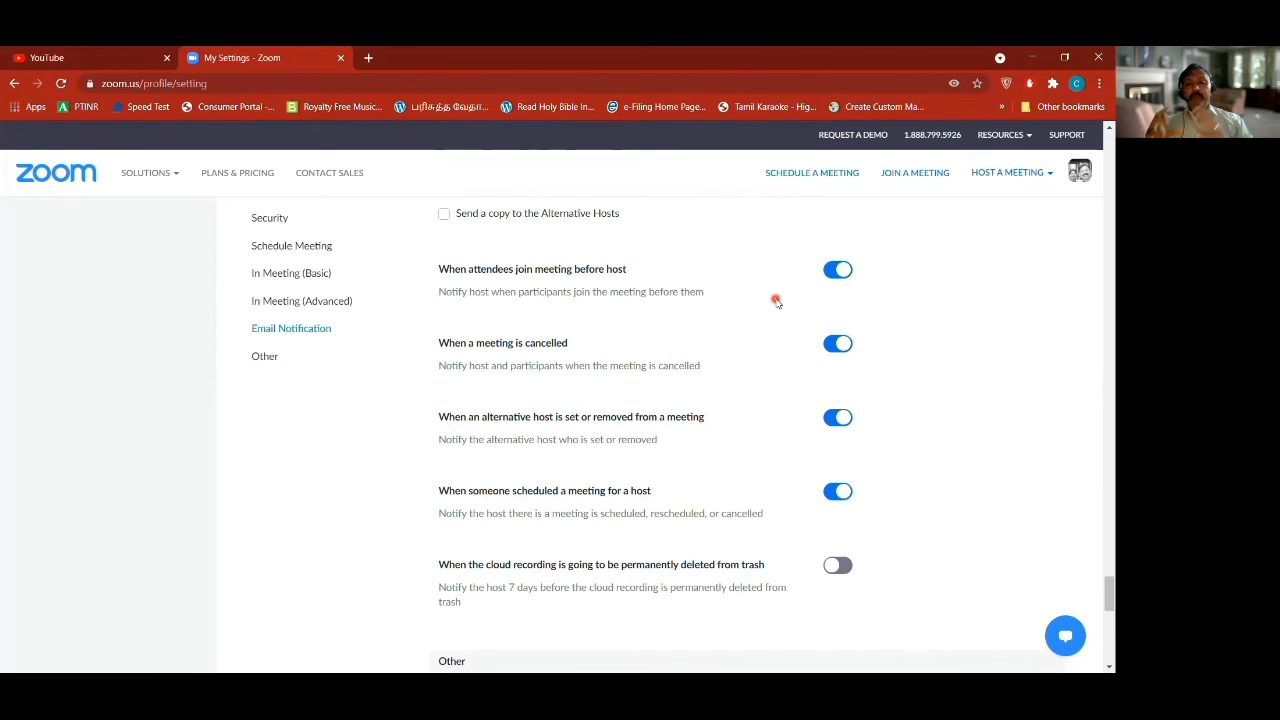 YouTube
My Settings - Zoom
zoom.us/profile/setting
C
Apps
PTINR
Speed Test
Consumer Portal -...
Royalty Free Music...
பரிசுத்த வேதா...
Read Holy Bible In...
e-Filing Home Page...
Tamil Karaoke - Hig...
Create Custom Ma...
»
Other bookmarks
REQUEST A DEMO
1.888.799.5926
RESOURCES
SUPPORT
zoom
SOLUTIONS
PLANS & PRICING
CONTACT SALES
SCHEDULE A MEETING
JOIN A MEETING
HOST A MEETING
Security
Schedule Meeting
In Meeting (Basic)
In Meeting (Advanced)
Email Notification
Other
Send a copy to the Alternative Hosts
When attendees join meeting before host
Notify host when participants join the meeting before them
When a meeting is cancelled
Notify host and participants when the meeting is cancelled
When an alternative host is set or removed from a meeting
Notify the alternative host who is set or removed
When someone scheduled a meeting for a host
Notify the host there is a meeting is scheduled, rescheduled, or cancelled
When the cloud recording is going to be permanently deleted from trash
Notify the host 7 days before the cloud recording is permanently deleted from
trash
Other